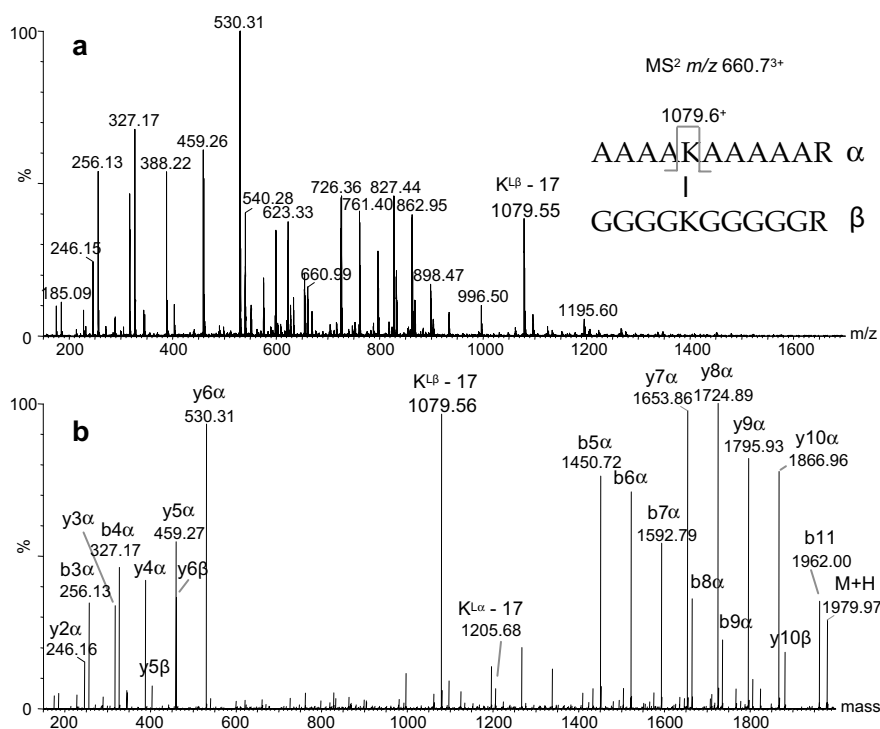 a
MS² m/z 660.7³⁺
1079.6⁺
AAAAKAAAAAR α
GGGGKGGGGGR β
%
100
0
530.31
327.17
459.26
256.13
388.22
246.15
185.09
540.28
623.33
726.36
827.44
761.40
862.95
660.99
898.47
996.50
Kᴸᵝ - 17
1079.55
1195.60
200 400 600 800 1000 1200 1400 1600 m/z
b
%
100
0
y6α
530.31
Kᴸᵝ - 17
1079.56
y7α
1653.86
y8α
1724.89
y9α
1795.93
y10α
1866.96
b5α
1450.72
b6α
b7α
1592.79
b8α
b9α
y10β
b11
1962.00
M+H
1979.97
y3α
b4α
327.17
y5α
459.27
b3α
256.13
y4α
y6β
y2α
246.16
y5β
Kᴸᵅ - 17
1205.68
200 400 600 800 1000 1200 1400 1600 1800 mass